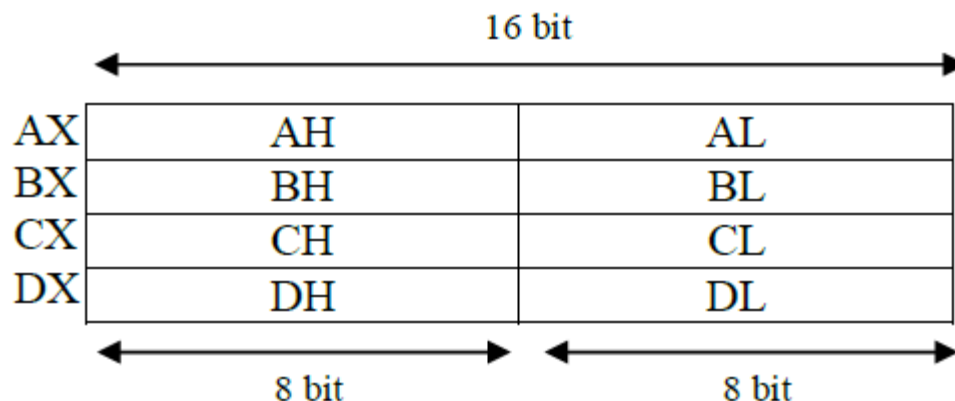 16 bit
AX AH AL
BX BH BL
CX CH CL
DX DH DL
8 bit 8 bit